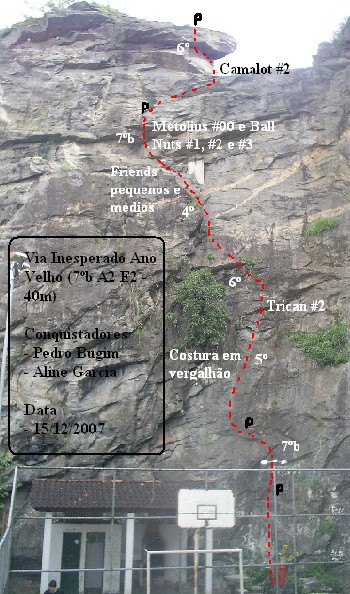 6º
Camalot #2
Metolius #00 e Ball
Nuts #1, #2 e #3
7ºb
Friends
pequenos e
medios
4º
6º
Trican #2
Via Inesperado Ano
Velho (7ºb A2 E2 -
40m)
Conquistadores
- Pedro Bugim
- Aline Garcia
Data
- 15/12/2007
Costura em
vergalhão
5º
7ºb